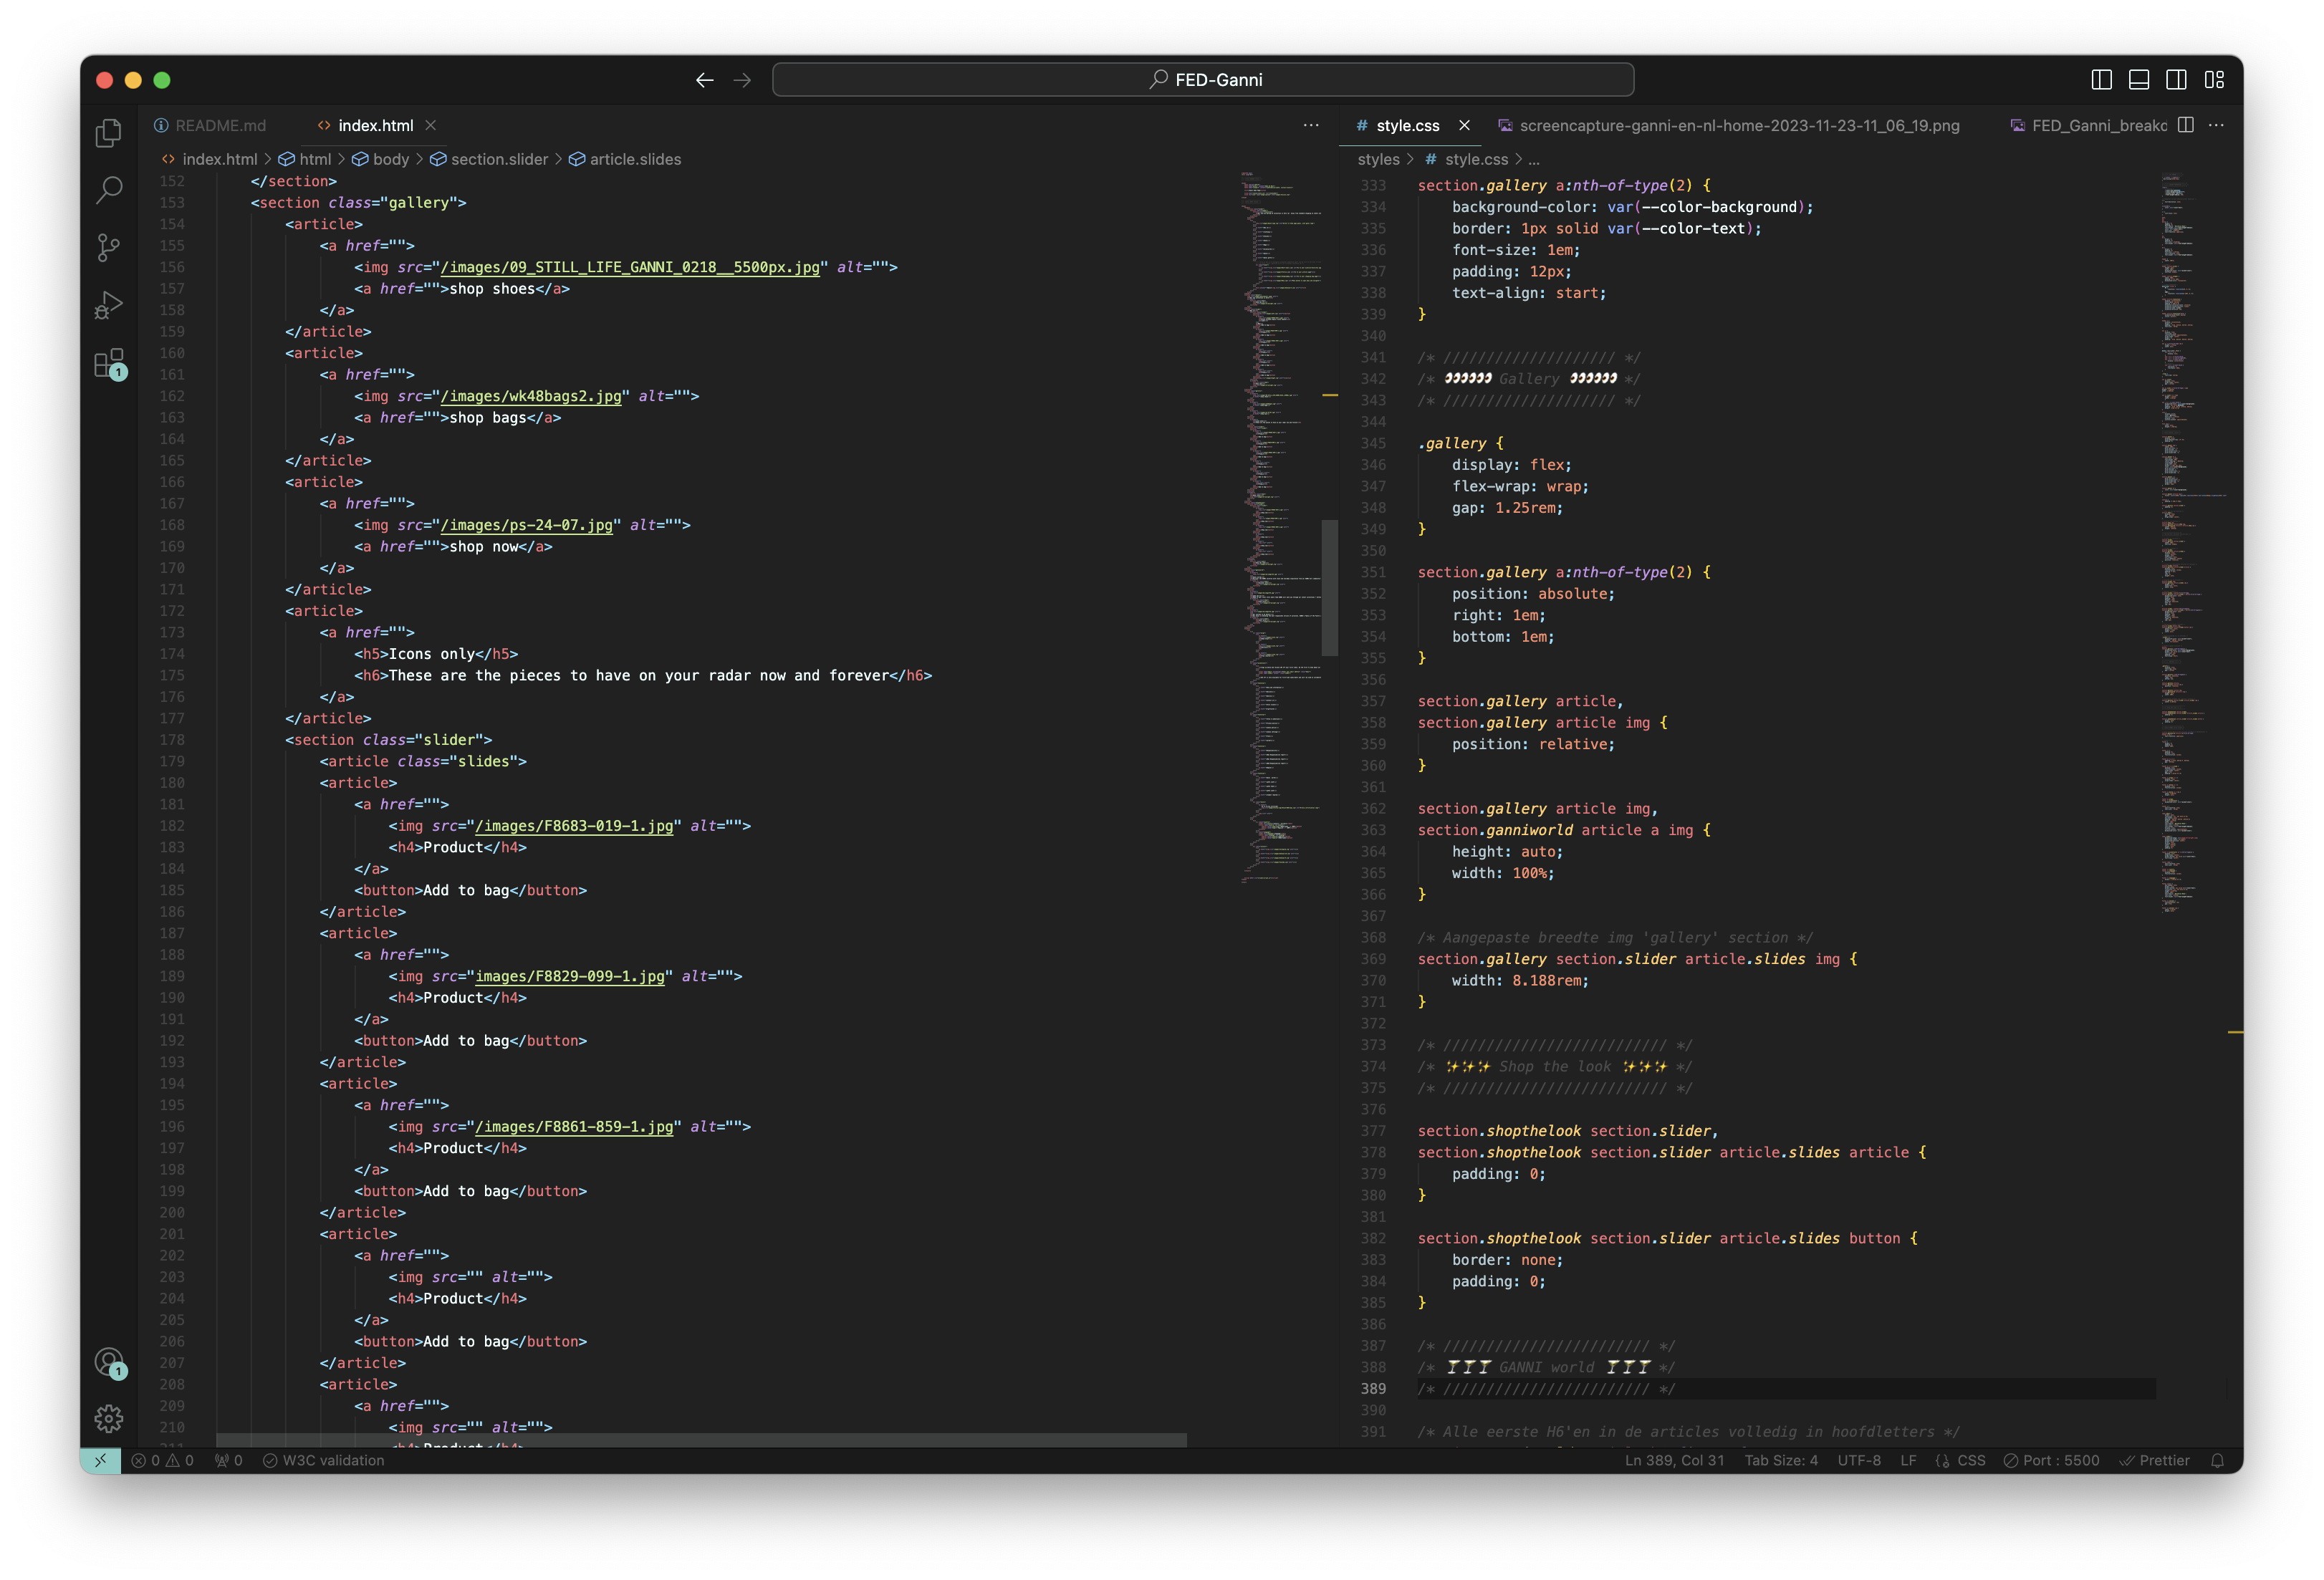 FED-Ganni
README.md
index.html
index.html > html > body > section.slider > article.slides
152 </section>
153 <section class="gallery">
154 <article>
155 <a href="">
156 <img src="/images/09_STILL_LIFE_GANNI_0218__5500px.jpg" alt="">
157 <a href="">shop shoes</a>
158 </a>
159 </article>
160 <article>
161 <a href="">
162 <img src="/images/wk48bags2.jpg" alt="">
163 <a href="">shop bags</a>
164 </a>
165 </article>
166 <article>
167 <a href="">
168 <img src="/images/ps-24-07.jpg" alt="">
169 <a href="">shop now</a>
170 </a>
171 </article>
172 <article>
173 <a href="">
174 <h5>Icons only</h5>
175 <h6>These are the pieces to have on your radar now and forever</h6>
176 </a>
177 </article>
178 <section class="slider">
179 <article class="slides">
180 <article>
181 <a href="">
182 <img src="/images/F8683-019-1.jpg" alt="">
183 <h4>Product</h4>
184 </a>
185 <button>Add to bag</button>
186 </article>
187 <article>
188 <a href="">
189 <img src="images/F8829-099-1.jpg" alt="">
190 <h4>Product</h4>
191 </a>
192 <button>Add to bag</button>
193 </article>
194 <article>
195 <a href="">
196 <img src="/images/F8861-859-1.jpg" alt="">
197 <h4>Product</h4>
198 </a>
199 <button>Add to bag</button>
200 </article>
201 <article>
202 <a href="">
203 <img src="" alt="">
204 <h4>Product</h4>
205 </a>
206 <button>Add to bag</button>
207 </article>
208 <article>
209 <a href="">
210 <img src="" alt="">
# style.css
screencapture-ganni-en-nl-home-2023-11-23-11_06_19.png
FED_Ganni_breakc
styles > # style.css > ...
333 section.gallery a:nth-of-type(2) {
334 background-color: var(--color-background);
335 border: 1px solid var(--color-text);
336 font-size: 1em;
337 padding: 12px;
338 text-align: start;
339 }
340
341 /* //////////////////// */
342 /* 👀👀👀 Gallery 👀👀👀 */
343 /* //////////////////// */
344
345 .gallery {
346 display: flex;
347 flex-wrap: wrap;
348 gap: 1.25rem;
349 }
350
351 section.gallery a:nth-of-type(2) {
352 position: absolute;
353 right: 1em;
354 bottom: 1em;
355 }
356
357 section.gallery article,
358 section.gallery article img {
359 position: relative;
360 }
361
362 section.gallery article img,
363 section.ganniworld article a img {
364 height: auto;
365 width: 100%;
366 }
367
368 /* Aangepaste breedte img 'gallery' section */
369 section.gallery section.slider article.slides img {
370 width: 8.188rem;
371 }
372
373 /* ////////////////////////// */
374 /* ✨✨✨ Shop the look ✨✨✨ */
375 /* ////////////////////////// */
376
377 section.shopthelook section.slider,
378 section.shopthelook section.slider article.slides article {
379 padding: 0;
380 }
381
382 section.shopthelook section.slider article.slides button {
383 border: none;
384 padding: 0;
385 }
386
387 /* //////////////////////// */
388 /* 🍸🍸🍸 GANNI world 🍸🍸🍸 */
389 /* //////////////////////// */
390
391 /* Alle eerste H6'en in de articles volledig in hoofdletters */
1
1
0 0 0 W3C validation
Ln 389, Col 31 Tab Size: 4 UTF-8 LF CSS Port : 5500 Prettier